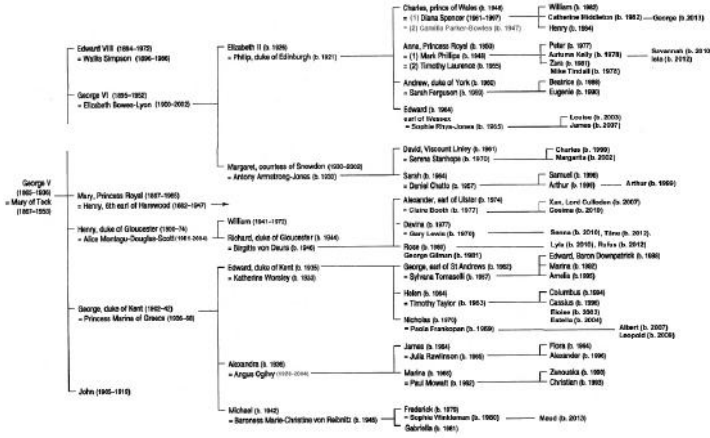 George V
(1865-1936)
= Mary of Teck
(1867-1953)
Edward VIII (1894-1972)
= Wallis Simpson (1896-1986)
George VI (1895-1952)
= Elizabeth Bowes-Lyon (1900-2002)
Mary, Princess Royal (1897-1965)
= Henry, 6th earl of Harewood (1882-1947)
Henry, duke of Gloucester (1900-74)
= Alice Montagu-Douglas-Scott (1901-2004)
George, duke of Kent (1902-42)
= Princess Marina of Greece (1906-68)
John (1905-1919)
Elizabeth II (b. 1926)
= Philip, duke of Edinburgh (b. 1921)
Margaret, countess of Snowdon (1930-2002)
= Antony Armstrong-Jones (b. 1930)
William (1941-1972)
Richard, duke of Gloucester (b. 1944)
= Birgitte von Deurs (b. 1946)
Edward, duke of Kent (b. 1935)
= Katherine Worsley (b. 1933)
Alexandra (b. 1936)
= Angus Ogilvy (1928-2004)
Michael (b. 1942)
= Baroness Marie-Christine von Reibnitz (b. 1945)
Charles, prince of Wales (b. 1948)
= (1) Diana Spencer (1961-1997)
= (2) Camilla Parker-Bowles (b. 1947)
Anne, Princess Royal (b. 1950)
= (1) Mark Phillips (b. 1948)
= (2) Timothy Laurence (b. 1955)
Andrew, duke of York (b. 1960)
= Sarah Ferguson (b. 1959)
Edward (b. 1964)
earl of Wessex
= Sophie Rhys-Jones (b. 1965)
David, Viscount Linley (b. 1961)
= Serena Stanhope (b. 1970)
Sarah (b. 1964)
= Daniel Chatto (b. 1957)
Alexander, earl of Ulster (b. 1974)
= Claire Booth (b. 1977)
Davina (b. 1977)
= Gary Lewis (b. 1970)
Rose (b. 1980)
George Gilman (b. 1981)
George, earl of St Andrews (b. 1962)
= Sylvana Tomaselli (b. 1957)
Helen (b. 1964)
= Timothy Taylor (b. 1963)
Nicholas (b. 1970)
= Paola Frankopan (b. 1969)
James (b. 1964)
= Julia Rawlinson (b. 1965)
Marina (b. 1966)
= Paul Mowatt (b. 1962)
Frederick (b. 1979)
= Sophie Winkleman (b. 1980)
Gabriella (b. 1981)
William (b. 1982)
Catherine Middleton (b. 1982)
Henry (b. 1984)
Peter (b. 1977)
Autumn Kelly (b. 1978)
Zara (b. 1981)
Mike Tindall (b. 1978)
Beatrice (b. 1988)
Eugenie (b. 1990)
Louise (b. 2003)
James (b. 2007)
Charles (b. 1999)
Margarita (b. 2002)
Samuel (b. 1996)
Arthur (b. 1999)
Xan, Lord Culloden (b. 2007)
Cosima (b. 2010)
Senna (b. 2010), Tāne (b. 2012).
Lyla (b. 2010), Rufus (b. 2012)
Edward, Baron Downpatrick (b. 1988)
Marina (b. 1992)
Amelia (b. 1995)
Columbus (b. 1994)
Cassius (b. 1996)
Eloise (b. 2003)
Estella (b. 2004)
Albert (b. 2007)
Leopold (b. 2009)
Flora (b. 1994)
Alexander (b. 1996)
Zenouska (b. 1990)
Christian (b. 1993)
Maud (b. 2013)
George (b.2013)
Savannah (b. 2010
Isla (b. 2012)
Arthur (b. 1999)